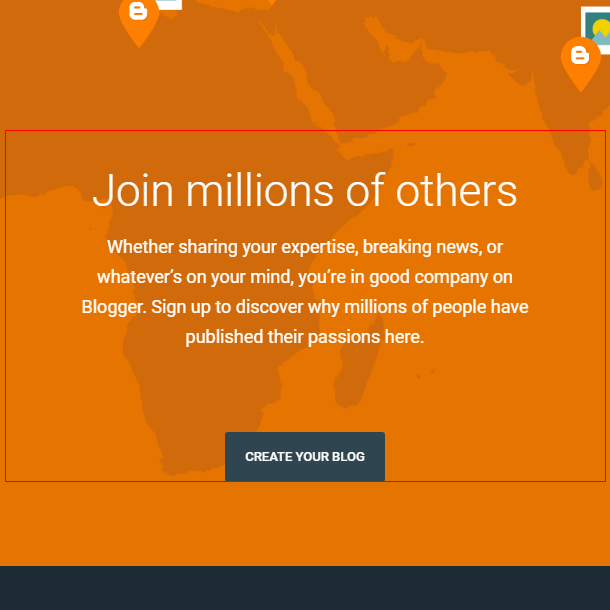 Join millions of others
Whether sharing your expertise, breaking news, or
whatever’s on your mind, you’re in good company on
Blogger. Sign up to discover why millions of people have
published their passions here.
CREATE YOUR BLOG